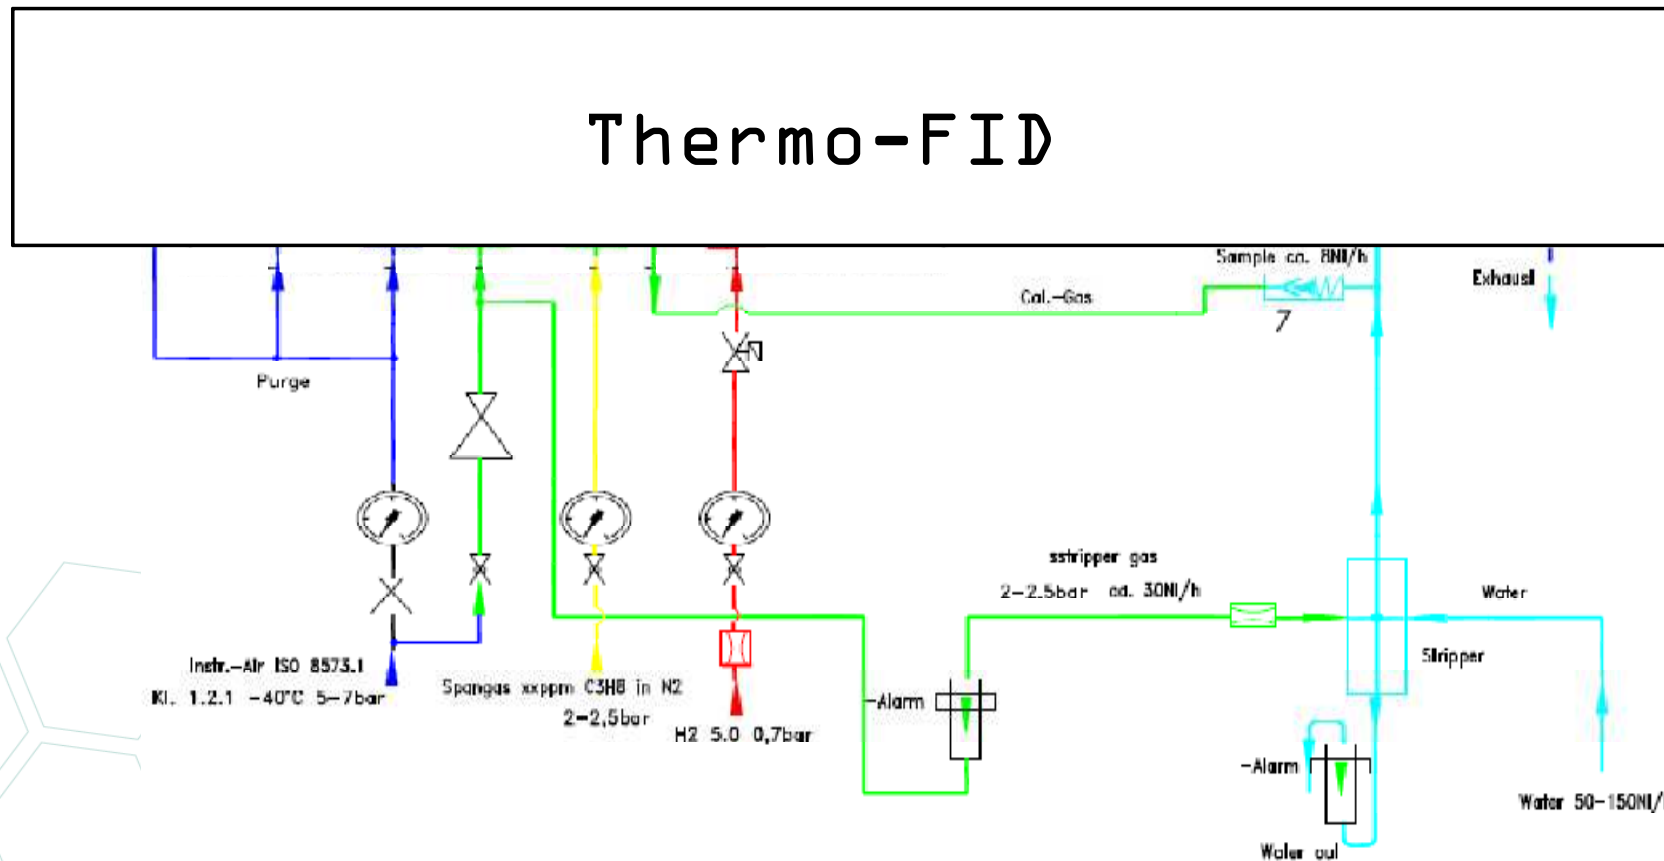 Thermo-FID
Sample ca. 8Nl/h
Exhaust
Cal.-Gas
7
Purge
sstripper gas
2-2.5bar ca. 30Nl/h
Water
Stripper
Instr.-Air ISO 8573.1
Kl. 1.2.1 -40°C 5-7bar
Spangas xxppm C3H8 in N2
2-2,5bar
H2 5.0 0,7bar
-Alarm
-Alarm
Water 50-150Nl/
Water out